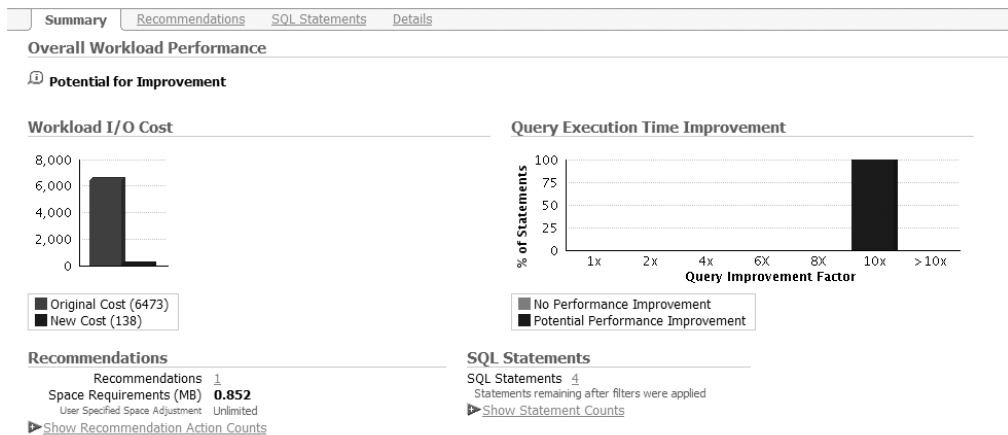 Summary Recommendations SQL Statements Details
Overall Workload Performance
Potential for Improvement
Workload I/O Cost
8,000
6,000
4,000
2,000
0
Original Cost (6473)
New Cost (138)
Query Execution Time Improvement
% of Statements
100
75
50
25
0
1x 2x 4x 6X 8X 10x >10x
Query Improvement Factor
No Performance Improvement
Potential Performance Improvement
Recommendations
Recommendations 1
Space Requirements (MB) 0.852
User Specified Space Adjustment Unlimited
Show Recommendation Action Counts
SQL Statements
SQL Statements 4
Statements remaining after filters were applied
Show Statement Counts